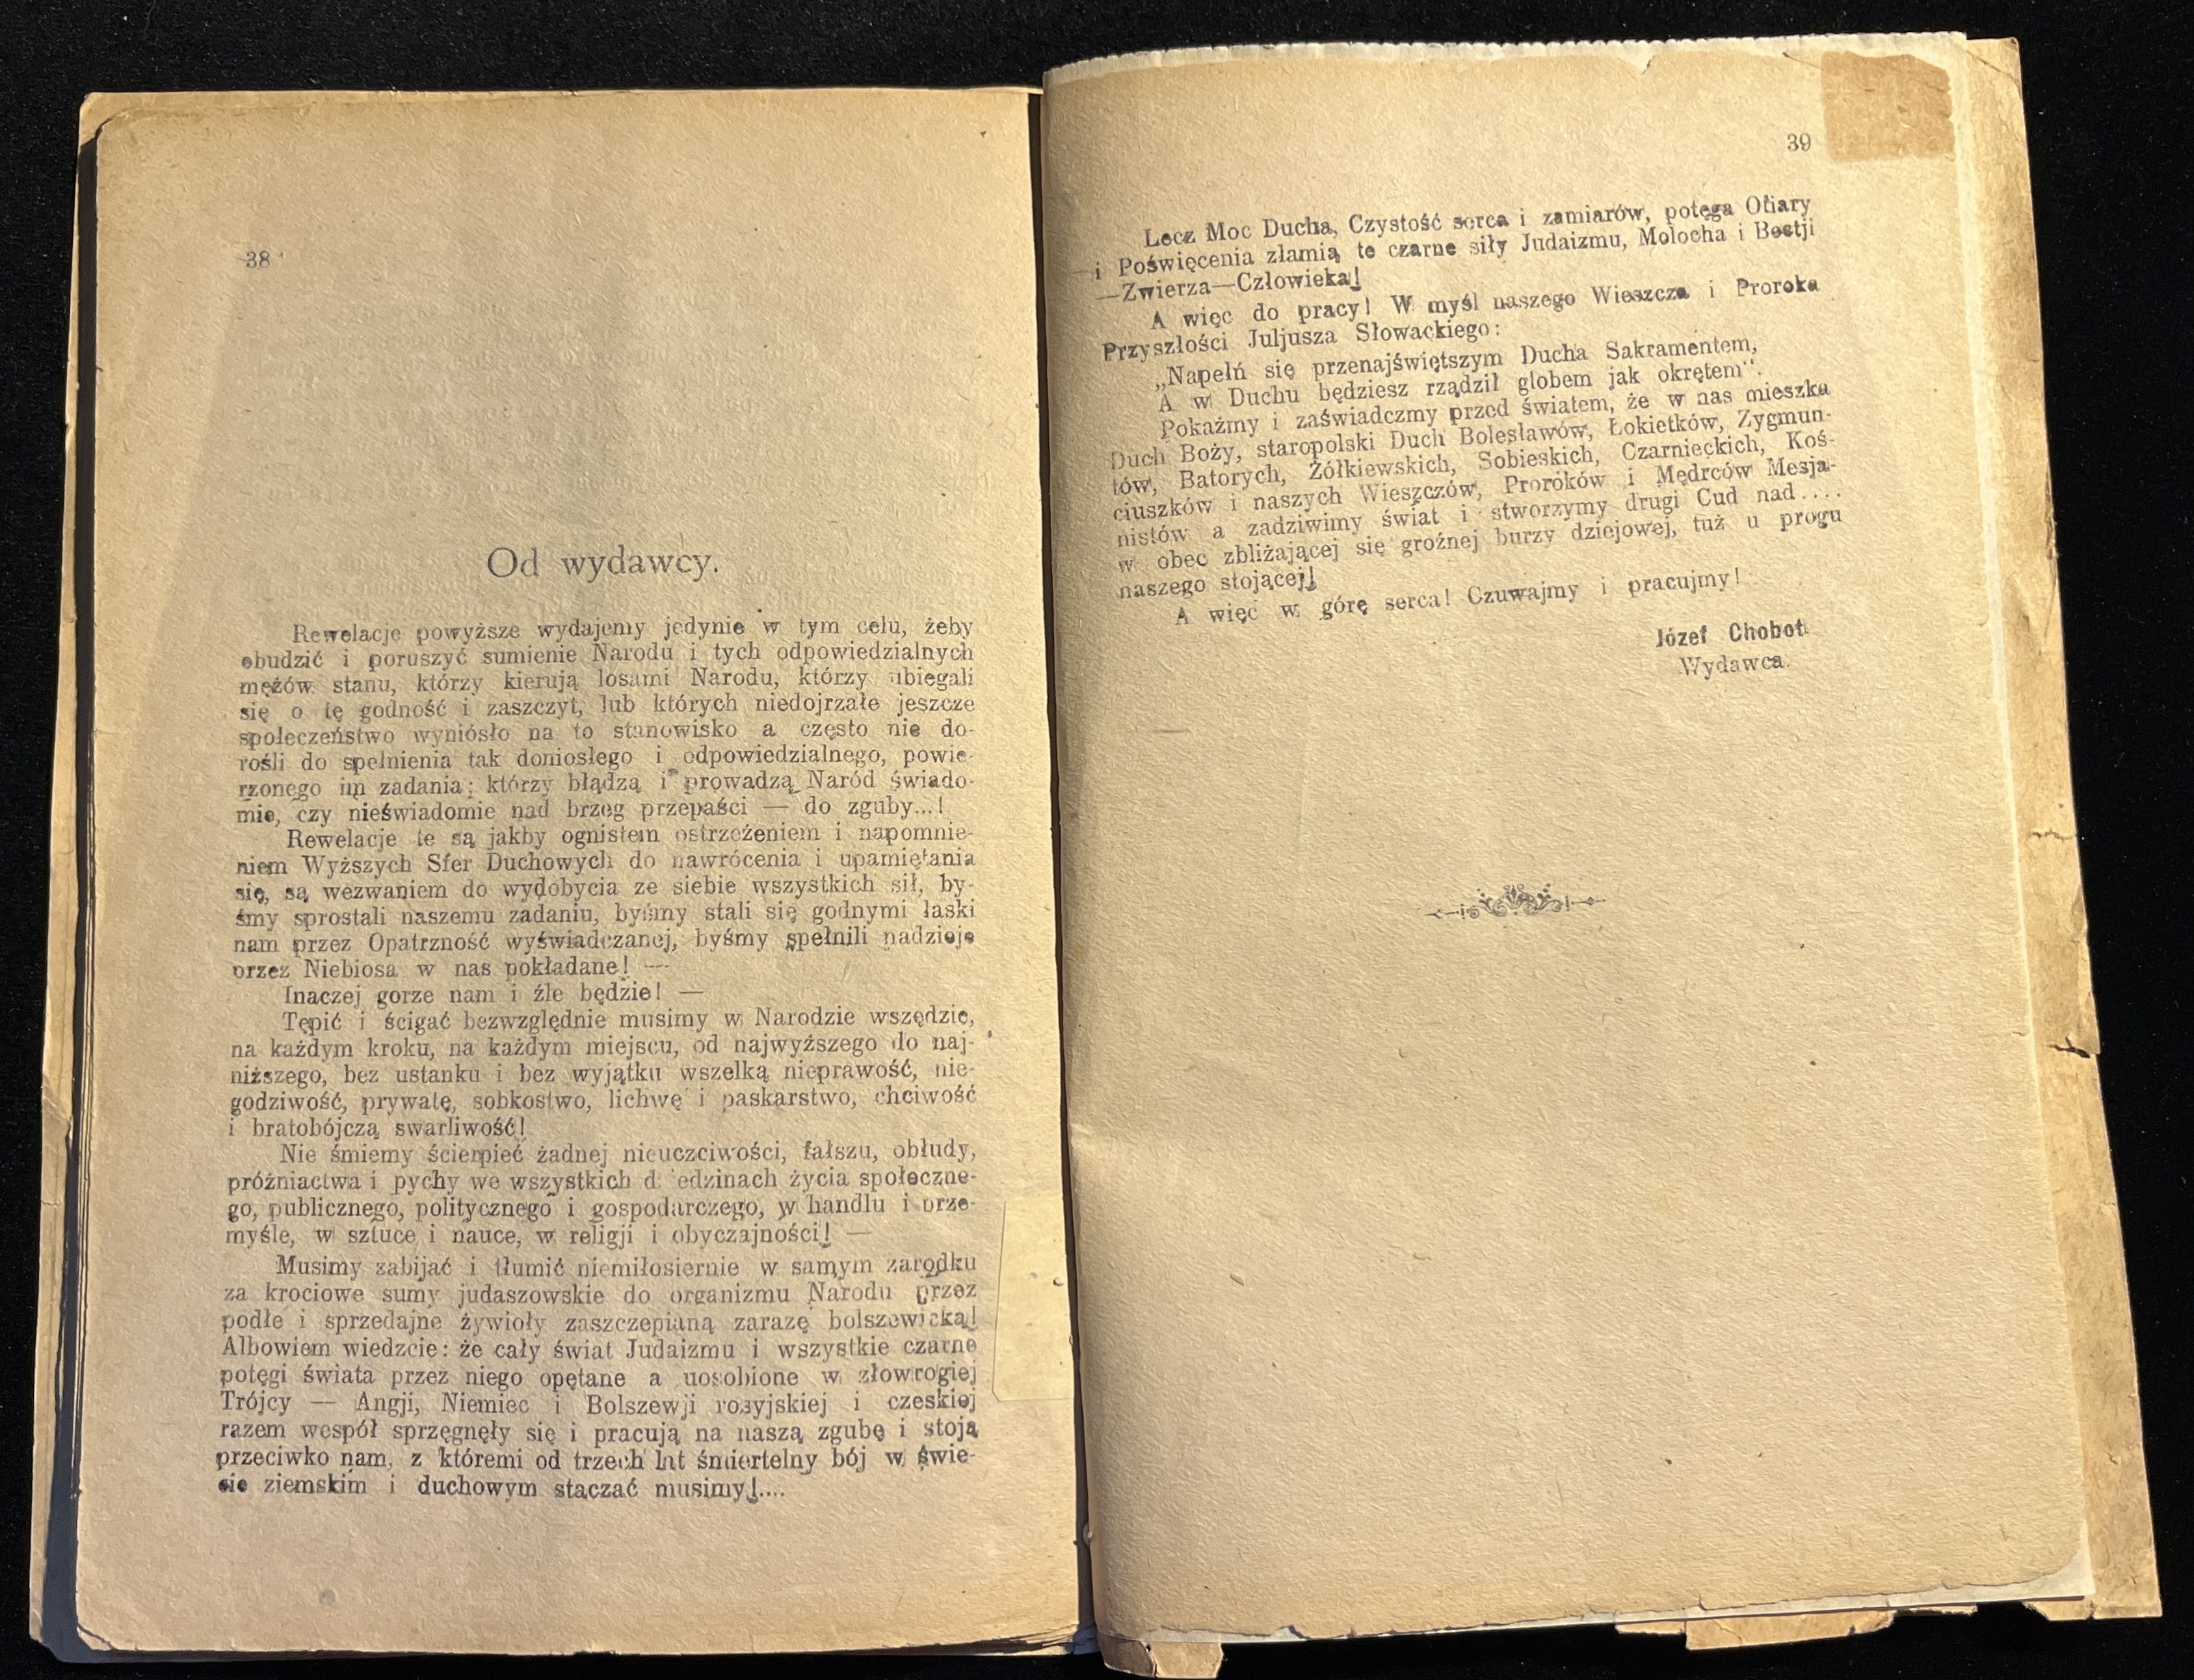 38
Od wydawcy.
Rewelacje powyższe wydajemy jedynie w tym celu, żeby
obudzić i poruszyć sumienie Narodu i tych odpowiedzialnych
mężów stanu, którzy kierują losami Narodu, którzy ubiegali
się o tę godność i zaszczyt, lub których niedojrzałe jeszcze
społeczeństwo wyniósło na to stanowisko a często nie do-
rośli do spełnienia tak doniosłego i odpowiedzialnego, powie-
rzonego im zadania; którzy błądzą i prowadzą Naród świado-
mie, czy nieświadomie nad brzeg przepaści — do zguby...!
Rewelacje te są jakby ognistem ostrzeżeniem i napomnie-
niem Wyższych Sfer Duchowych do nawrócenia i upamiętania
się, są wezwaniem do wydobycia ze siebie wszystkich sił, by-
śmy sprostali naszemu zadaniu, byśmy stali się godnymi łaski
nam przez Opatrzność wyświadczanej, byśmy spełnili nadzieje
przez Niebiosa w nas pokładane! —
Inaczej gorze nam i źle będzie! —
Tępić i ścigać bezwzględnie musimy w Narodzie wszędzie,
na każdym kroku, na każdym miejscu, od najwyższego do naj-
niższego, bez ustanku i bez wyjątku wszelką nieprawość, nie-
godziwość, prywatę, sobkostwo, lichwę i paskarstwo, chciwość
i bratobójczą swarliwość!
Nie śmiemy ścierpieć żadnej nieuczciwości, fałszu, obłudy,
próżniactwa i pychy we wszystkich d edzinach życia społeczne-
go, publicznego, politycznego i gospodarczego, w handlu i prze-
myśle, w sztuce i nauce, w religji i obyczajności! —
Musimy zabijać i tłumić niemiłosiernie w samym zarodku
za krociowe sumy judaszowskie do organizmu Narodu przez
podłe i sprzedajne żywioły zaszczepianą zarazę bolszewicką!
Albowiem wiedzcie: że cały świat Judaizmu i wszystkie czarne
potęgi świata przez niego opętane a uosobione w złowrogiej
Trójcy — Angji, Niemiec i Bolszewji rosyjskiej i czeskiej
razem wespół sprzęgnęły się i pracują na naszą zgubę i stoją
przeciwko nam, z któremi od trzech lat śmiertelny bój w świe-
cie ziemskim i duchowym staczać musimy!....
39
Lecz Moc Ducha, Czystość serca i zamiarów, potęga Ofiary
i Poświęcenia złamią te czarne siły Judaizmu, Molocha i Bestji
—Zwierza—Człowieka!
A więc do pracy! W myśl naszego Wieszcza i Proroka
Przyszłości Juljusza Słowackiego:
„Napełń się przenajświętszym Ducha Sakramentem,
A w Duchu będziesz rządził globem jak okrętem".
Pokażmy i zaświadczmy przed światem, że w nas mieszka
Duch Boży, staropolski Duch Bolesławów, Łokietków, Zygmun-
tów, Batorych, Żółkiewskich, Sobieskich, Czarnieckich, Koś-
ciuszków i naszych Wieszczów, Proroków i Mędrców Mesja-
nistów a zadziwimy świat i stworzymy drugi Cud nad....
w obec zbliżającej się groźnej burzy dziejowej, tuż u progu
naszego stojącej!
A więc w górę serca! Czuwajmy i pracujmy!
Józef Chobot
Wydawca.